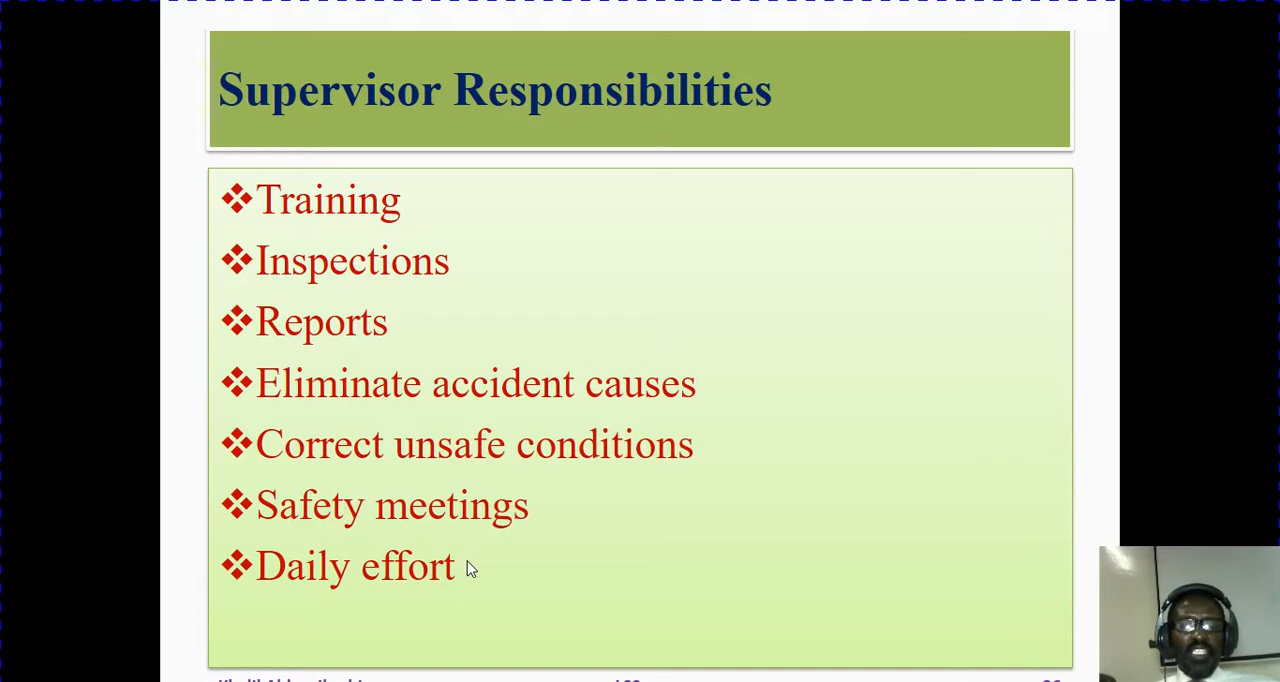 Supervisor Responsibilities
❖Training
❖Inspections
❖Reports
❖Eliminate accident causes
❖Correct unsafe conditions
❖Safety meetings
❖Daily effort